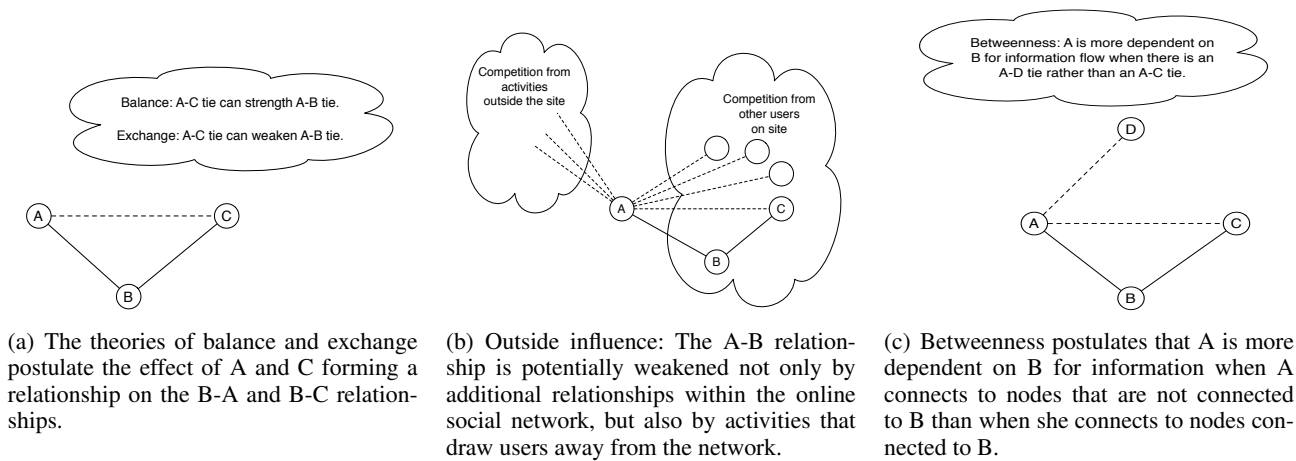 Balance: A-C tie can strength A-B tie.
Exchange: A-C tie can weaken A-B tie.
A
C
B
(a) The theories of balance and exchange
postulate the effect of A and C forming a
relationship on the B-A and B-C relation-
ships.
Competition from
activities
outside the site
Competition from
other users
on site
A
C
B
(b) Outside influence: The A-B relation-
ship is potentially weakened not only by
additional relationships within the online
social network, but also by activities that
draw users away from the network.
Betweenness: A is more dependent on
B for information flow when there is an
A-D tie rather than an A-C tie.
D
A
C
B
(c) Betweenness postulates that A is more
dependent on B for information when A
connects to nodes that are not connected
to B than when she connects to nodes con-
nected to B.